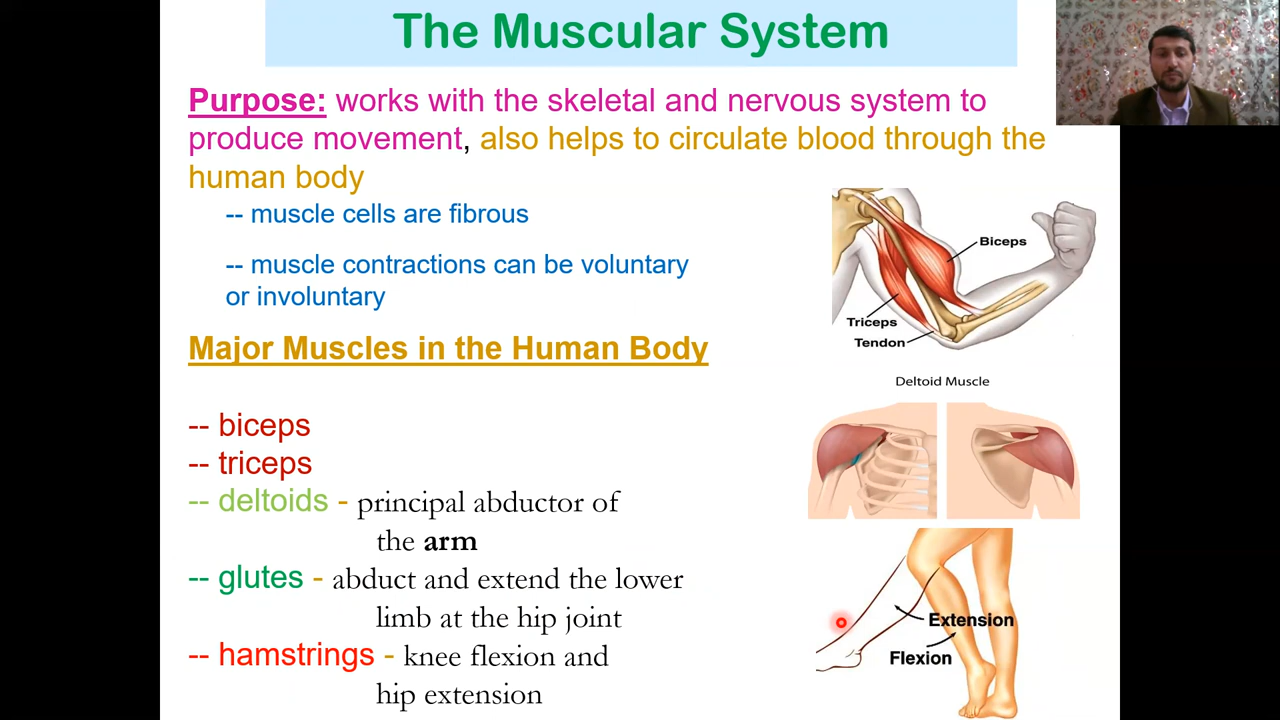 The Muscular System
Purpose: works with the skeletal and nervous system to
produce movement, also helps to circulate blood through the
human body
-- muscle cells are fibrous
-- muscle contractions can be voluntary
or involuntary
Major Muscles in the Human Body
-- biceps
-- triceps
-- deltoids - principal abductor of
the arm
-- glutes - abduct and extend the lower
limb at the hip joint
-- hamstrings - knee flexion and
hip extension
Biceps
Triceps
Tendon
Deltoid Muscle
Extension
Flexion